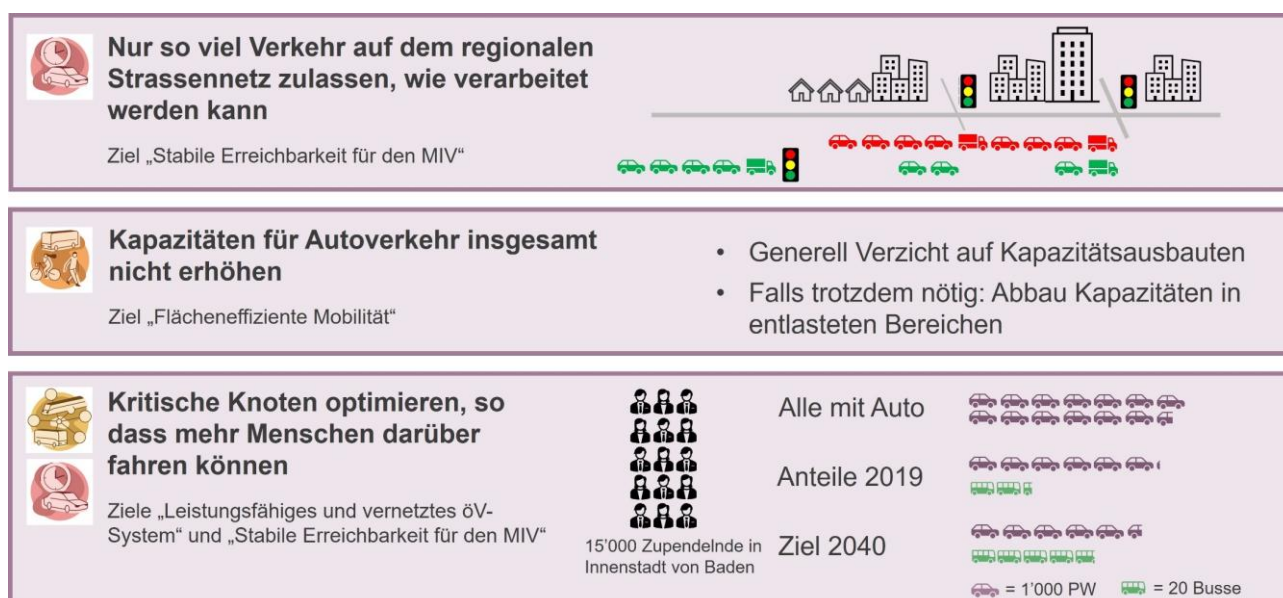 Nur so viel Verkehr auf dem regionalen
Strassennetz zulassen, wie verarbeitet
werden kann
Ziel „Stabile Erreichbarkeit für den MIV“
Kapazitäten für Autoverkehr insgesamt
nicht erhöhen
Ziel „Flächeneffiziente Mobilität“
• Generell Verzicht auf Kapazitätsausbauten
• Falls trotzdem nötig: Abbau Kapazitäten in
entlasteten Bereichen
Kritische Knoten optimieren, so
dass mehr Menschen darüber
fahren können
Ziele „Leistungsfähiges und vernetztes öV-
System“ und „Stabile Erreichbarkeit für den MIV“
15'000 Zupendelnde in
Innenstadt von Baden
Alle mit Auto
Anteile 2019
Ziel 2040
= 1'000 PW
= 20 Busse